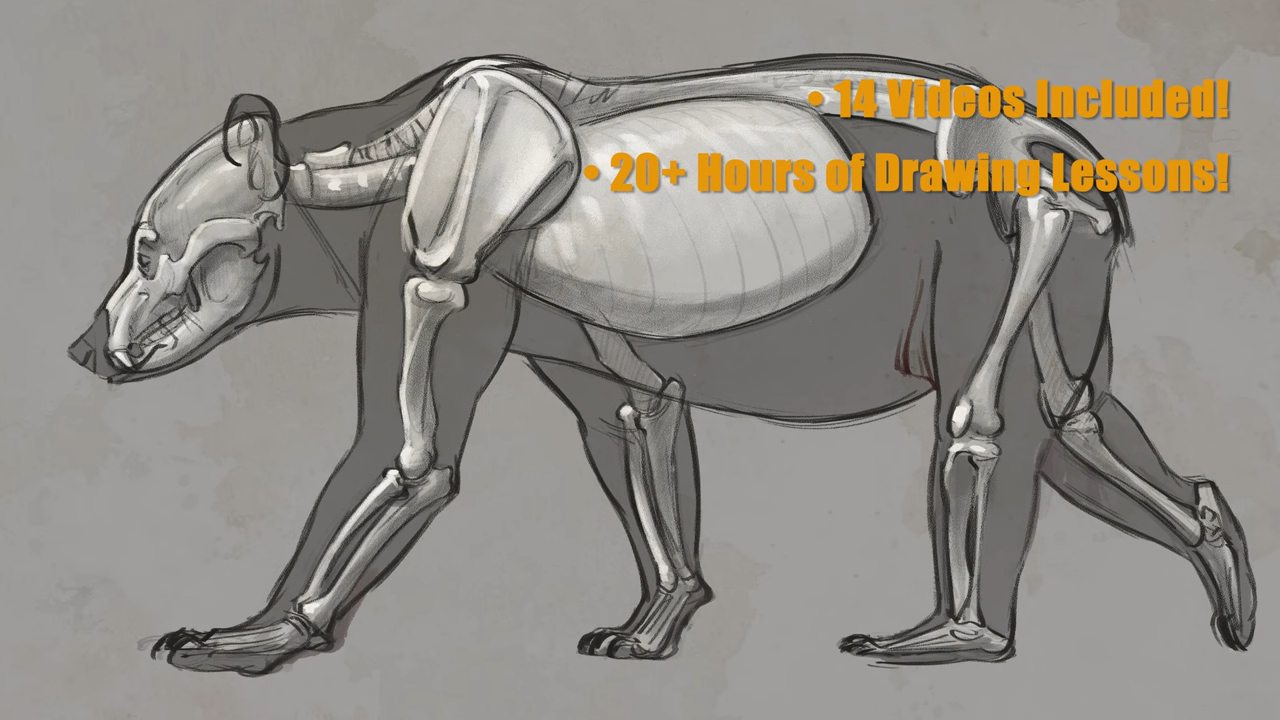 • 14 Videos Included!
• 20+ Hours of Drawing Lessons!